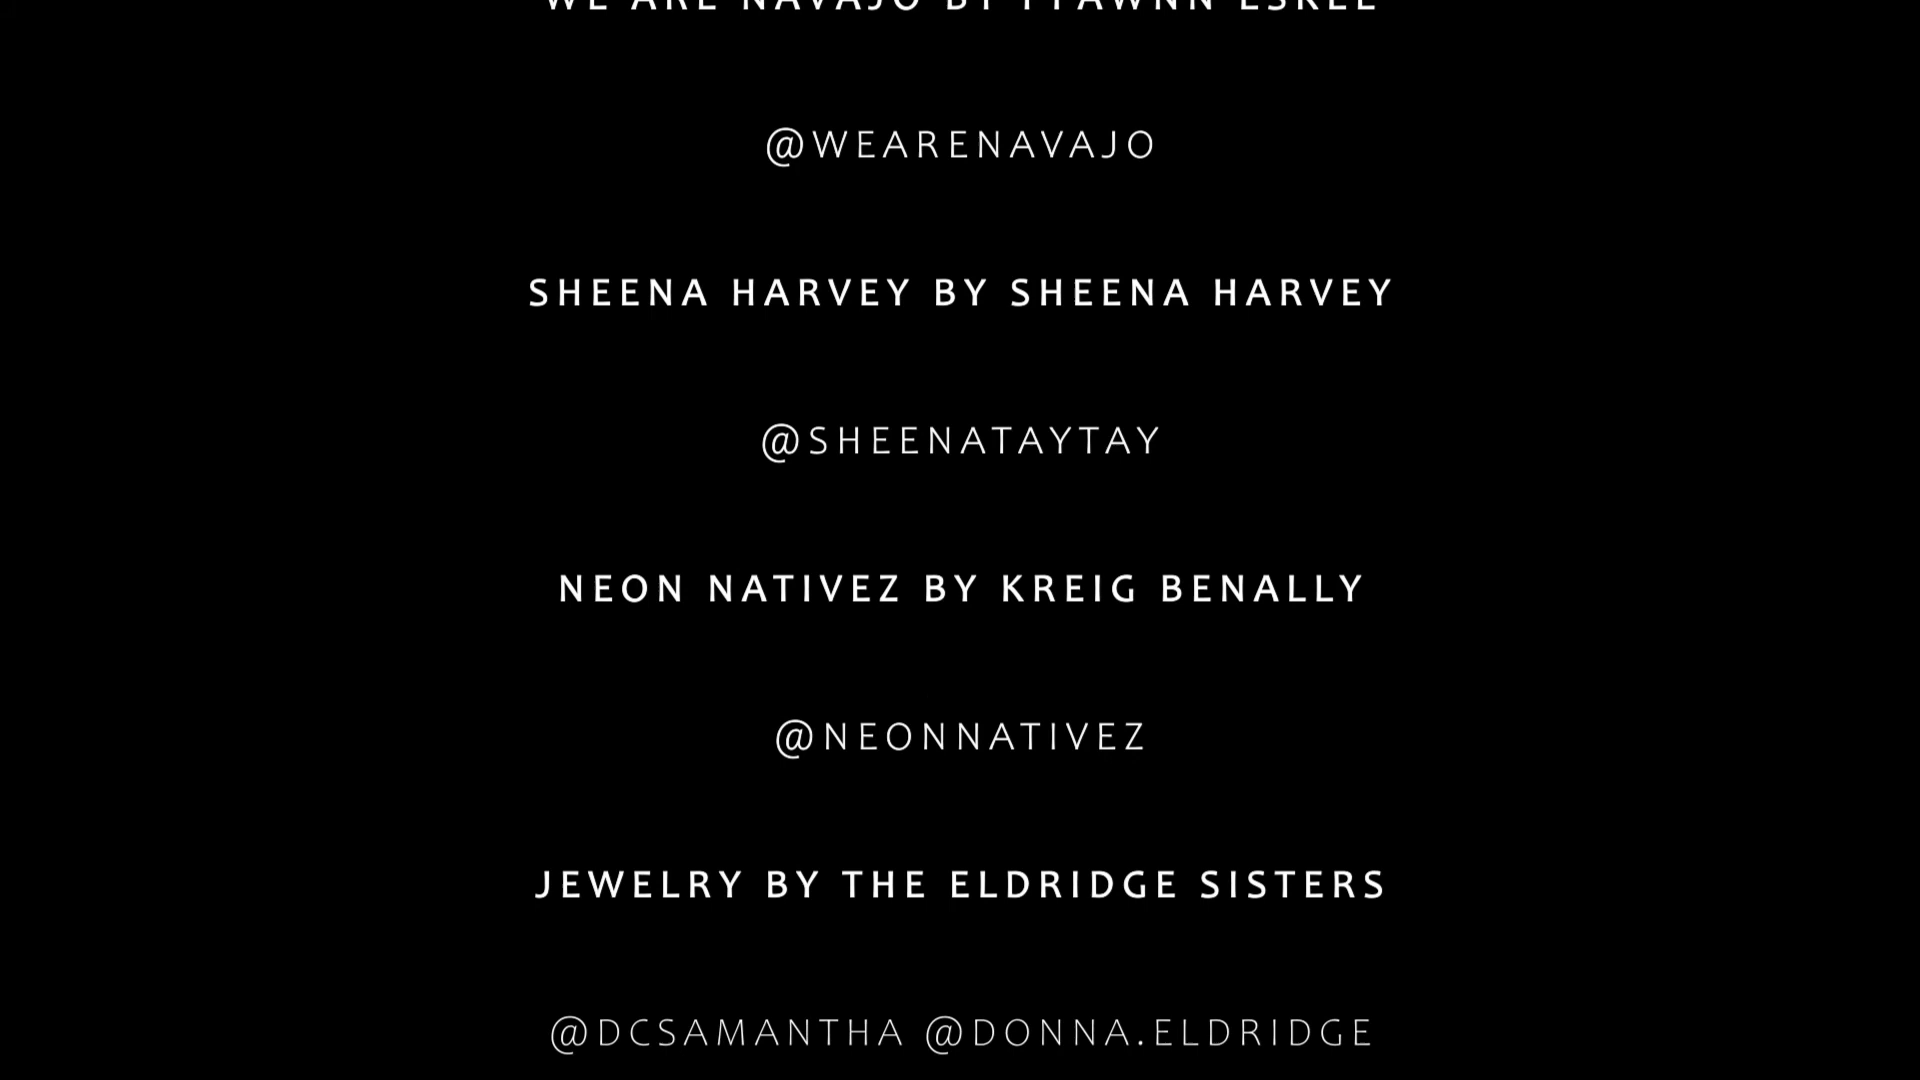 WE ARE NAVAJO BY ESKEE
@WEARENAVAJO
SHEENA HARVEY BY SHEENA HARVEY
@SHEENATAYTAY
NEON NATIVEZ BY KREIG BENALLY
@NEONNATIVEZ
JEWELRY BY THE ELDRIDGE SISTERS
@DCSAMANTHA @DONNA.ELDRIDGE